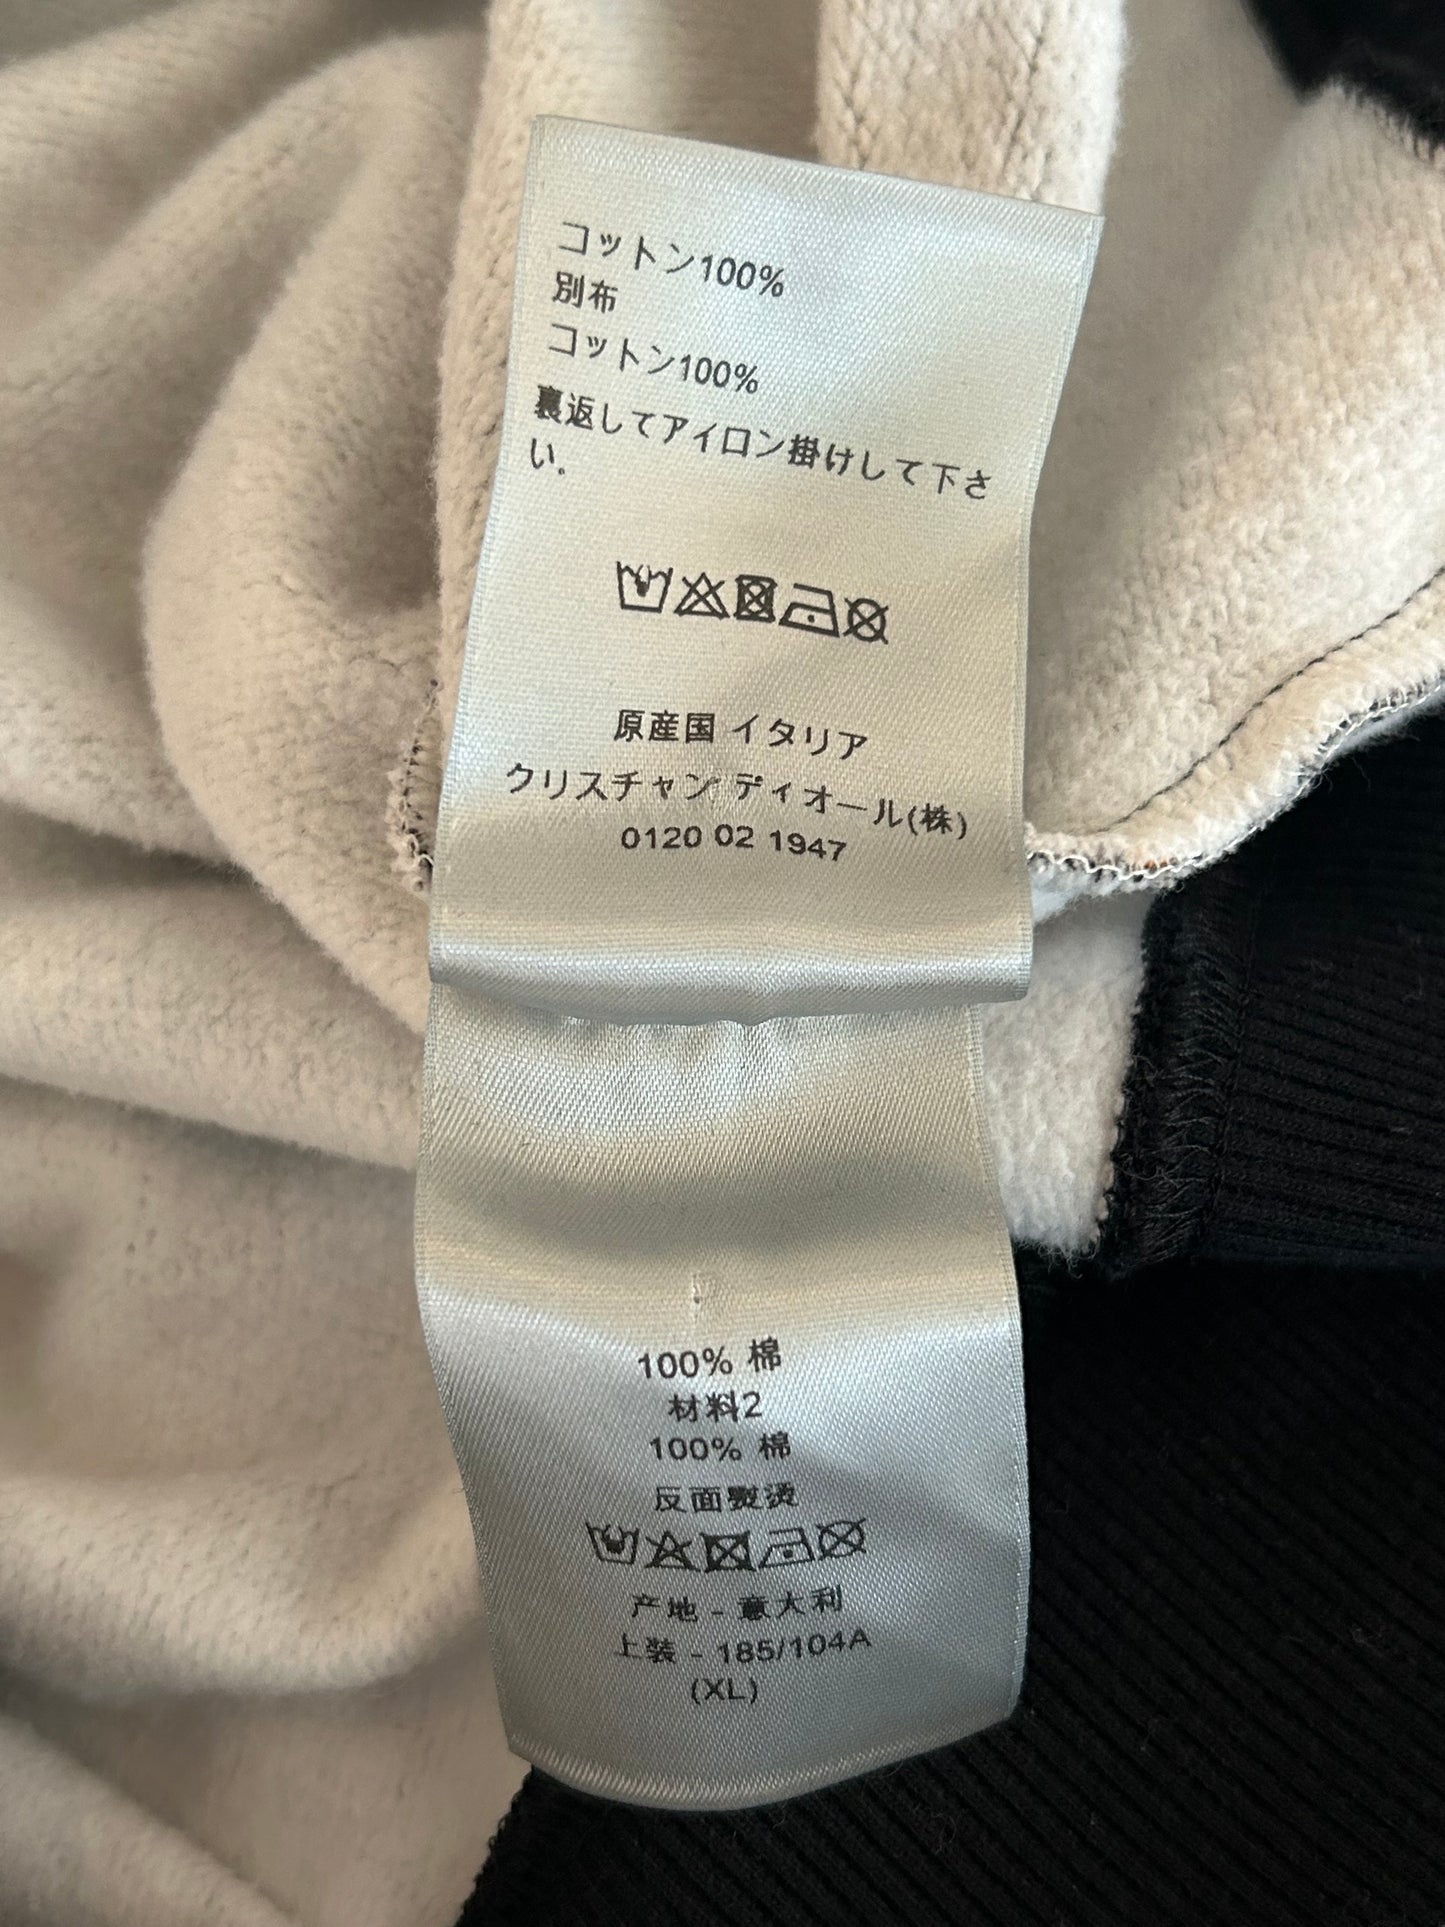 コットン100%
別布
コットン100%
裏返してアイロン掛けして下さ
い。
原産国 イタリア
クリスチャン ディオール(株)
0120 02 1947
100% 棉
材料2
100% 棉
反面熨烫
产地 - 意大利
上装 - 185/104A
(XL)